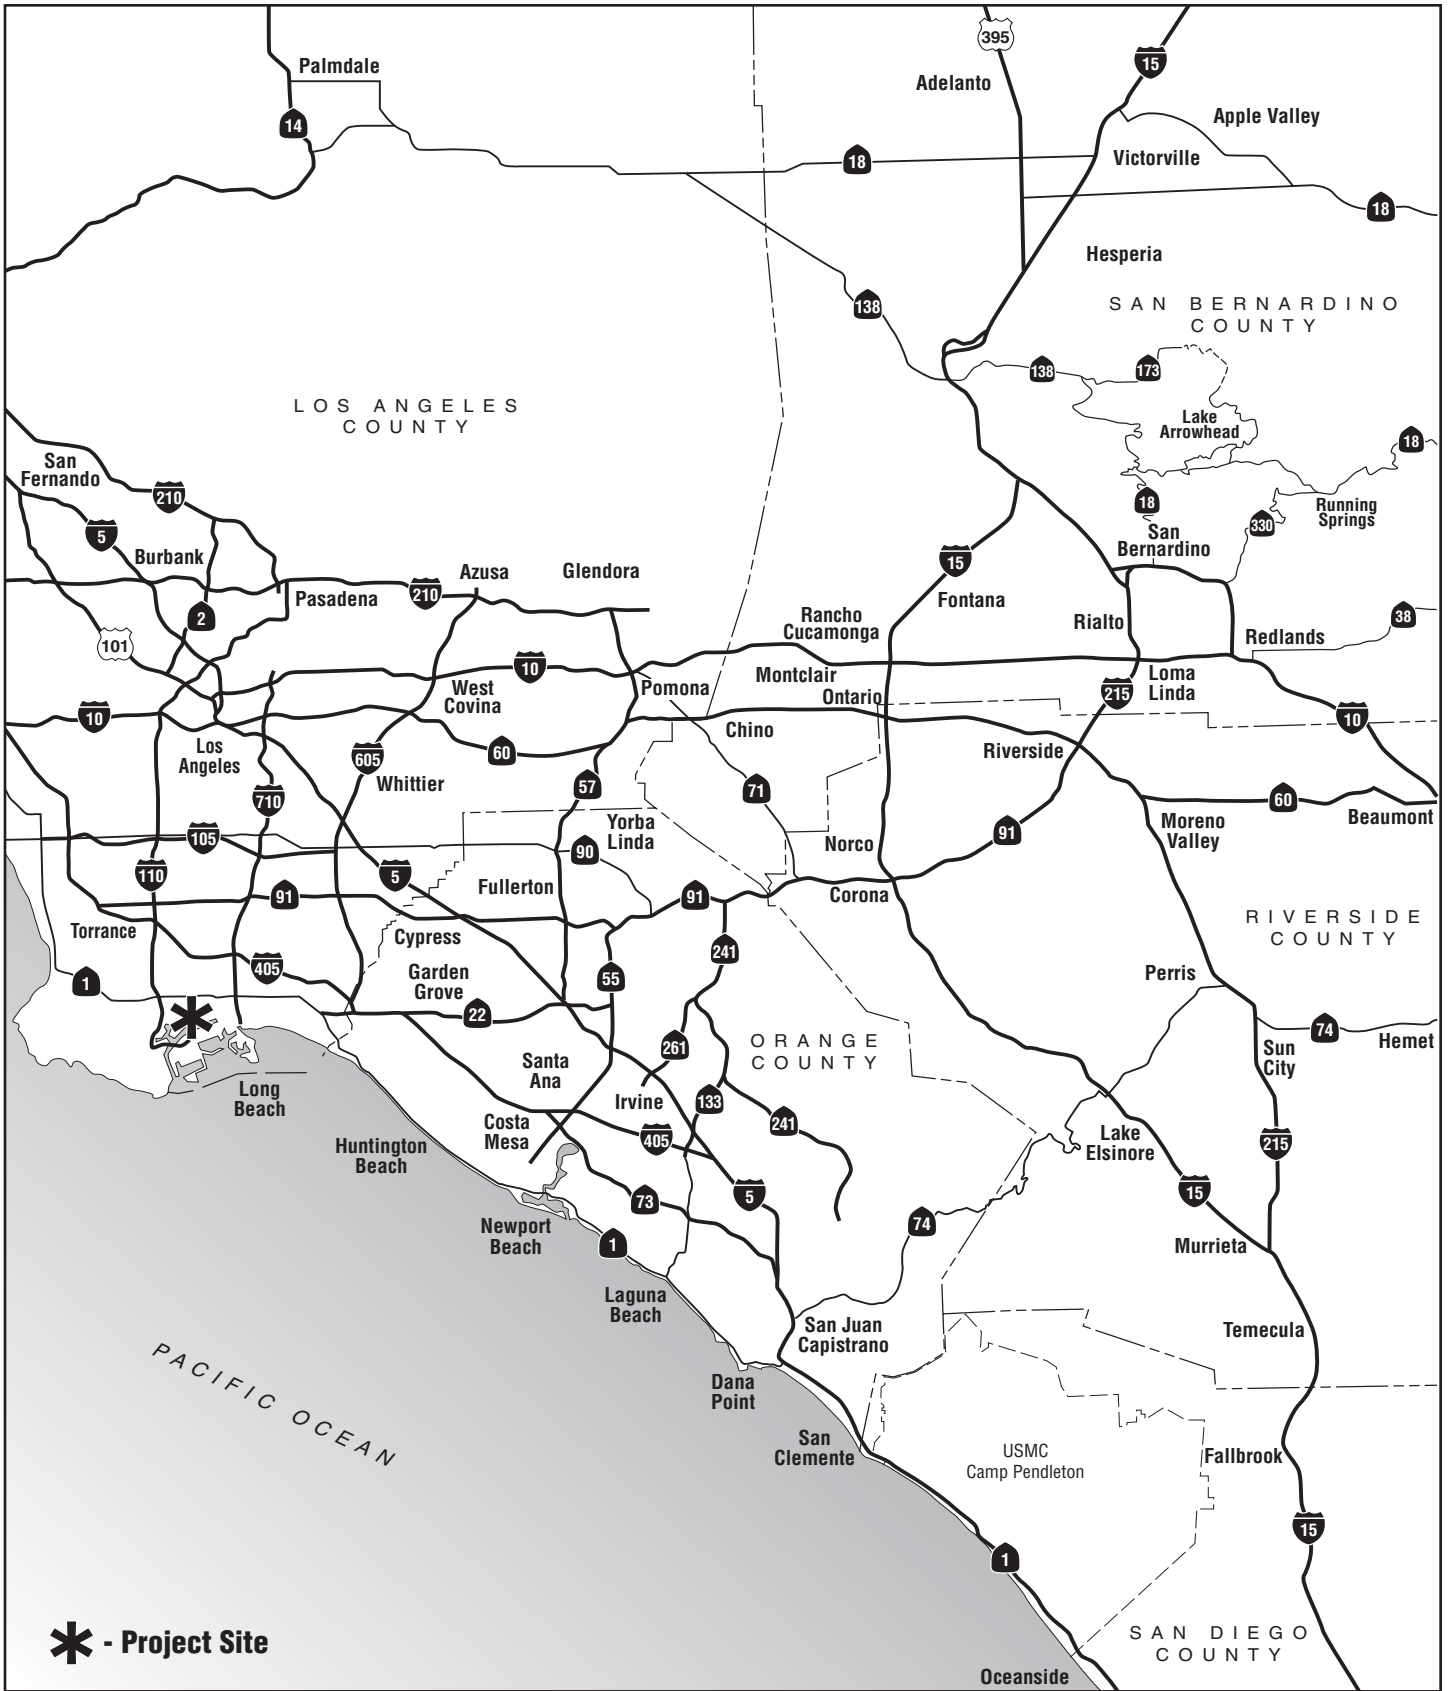 395
15
Palmdale
Adelanto
14
Apple Valley
18
Victorville
18
Hesperia
138
SAN BERNARDINO
COUNTY
138
173
LOS ANGELES
COUNTY
Lake
Arrowhead
18
San
Fernando
210
18
Running
Springs
330
5
San
Bernardino
Burbank
15
Azusa
Glendora
210
Pasadena
Fontana
2
Rancho
Cucamonga
Rialto
38
101
Redlands
10
Montclair
Loma
Linda
West
Covina
Pomona
Ontario
215
10
10
Chino
Los
Angeles
60
Riverside
605
Whittier
57
71
710
60
Beaumont
Yorba
Linda
Moreno
Valley
105
90
Norco
91
110
5
Fullerton
91
91
Corona
Torrance
Cypress
RIVERSIDE
COUNTY
241
405
Garden
Grove
55
Perris
1
22
ORANGE
COUNTY
261
74
Hemet
Sun
City
Santa
Ana
Long
Beach
Irvine
133
Costa
Mesa
241
Huntington
Beach
405
Lake
Elsinore
215
73
5
15
74
Newport
Beach
1
Murrieta
Laguna
Beach
San Juan
Capistrano
Temecula
PACIFIC OCEAN
Dana
Point
San
Clemente
USMC
Camp Pendleton
Fallbrook
15
1
- Project Site
SAN DIEGO
COUNTY
Oceanside